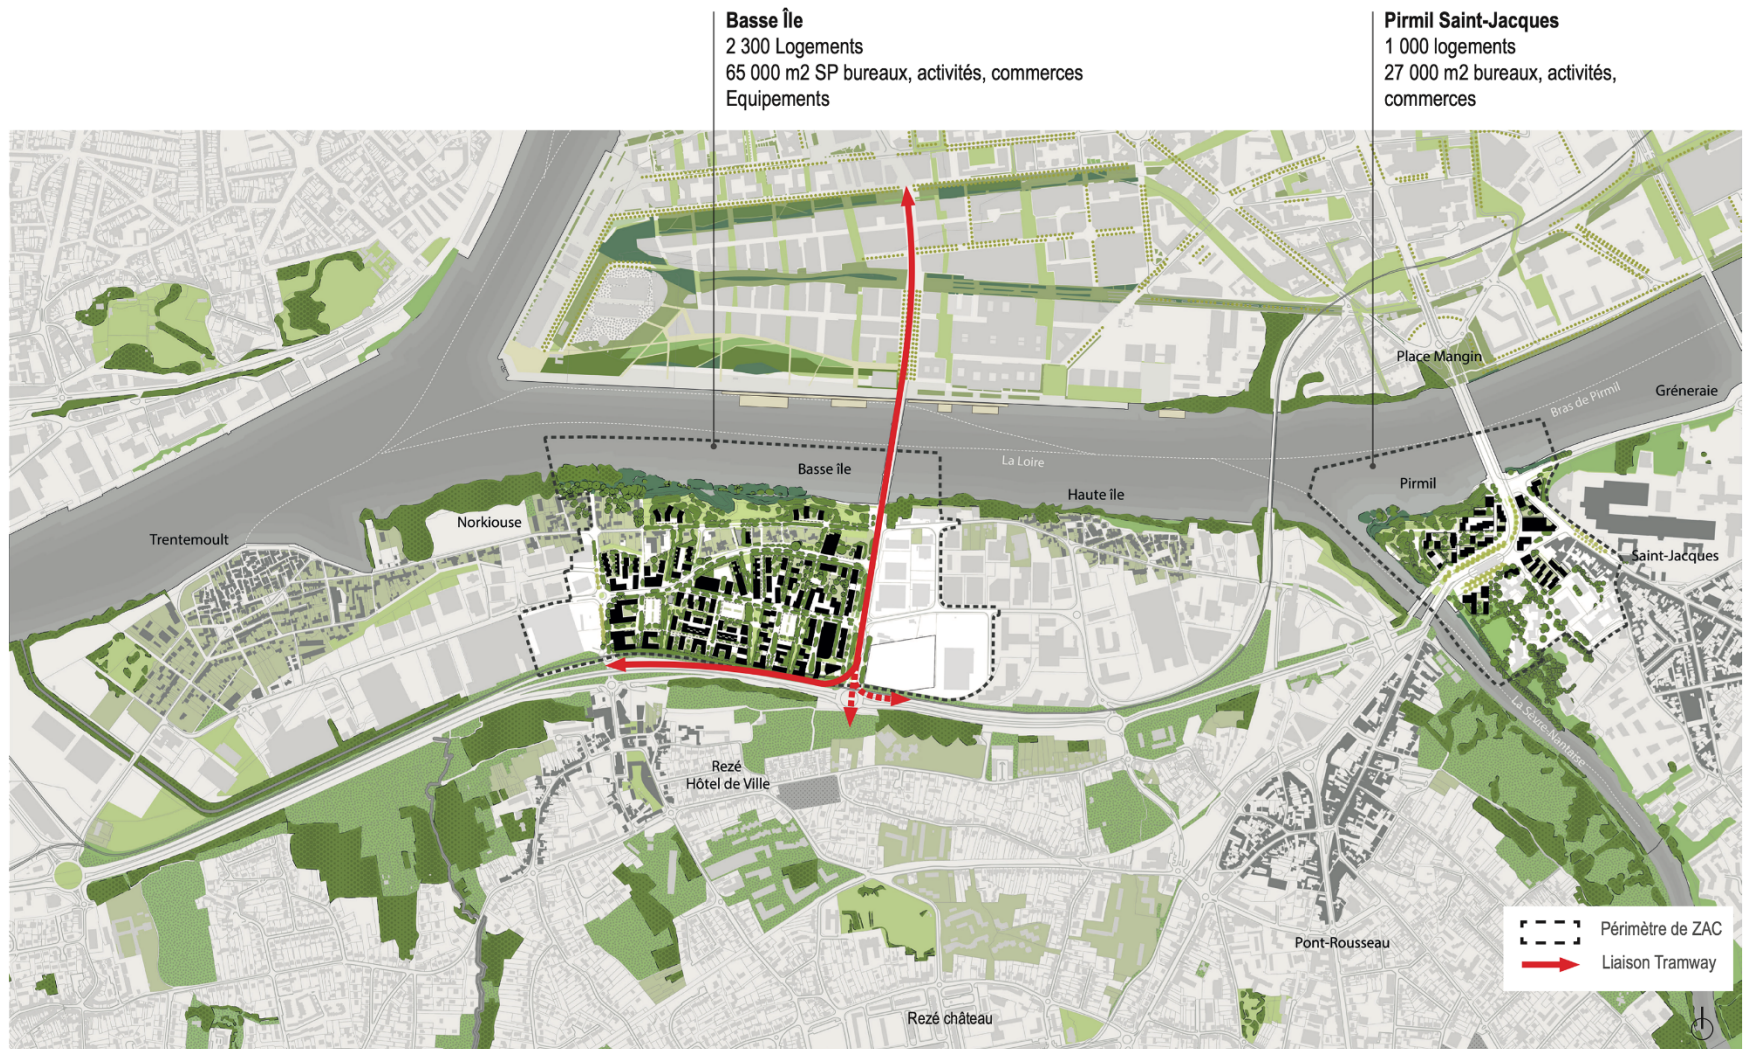 Basse Île
2 300 Logements
65 000 m2 SP bureaux, activités, commerces
Equipements
Pirmil Saint-Jacques
1 000 logements
27 000 m2 bureaux, activités,
commerces
Place Mangin
Gréneraie
Bras de Pirmil
La Loire
Basse île
Haute île
Pirmil
Norkiouse
Trentemoult
Saint-Jacques
La Sèvre Nantaise
Rezé
Hôtel de Ville
Pont-Rousseau
Rezé château
Périmètre de ZAC
Liaison Tramway